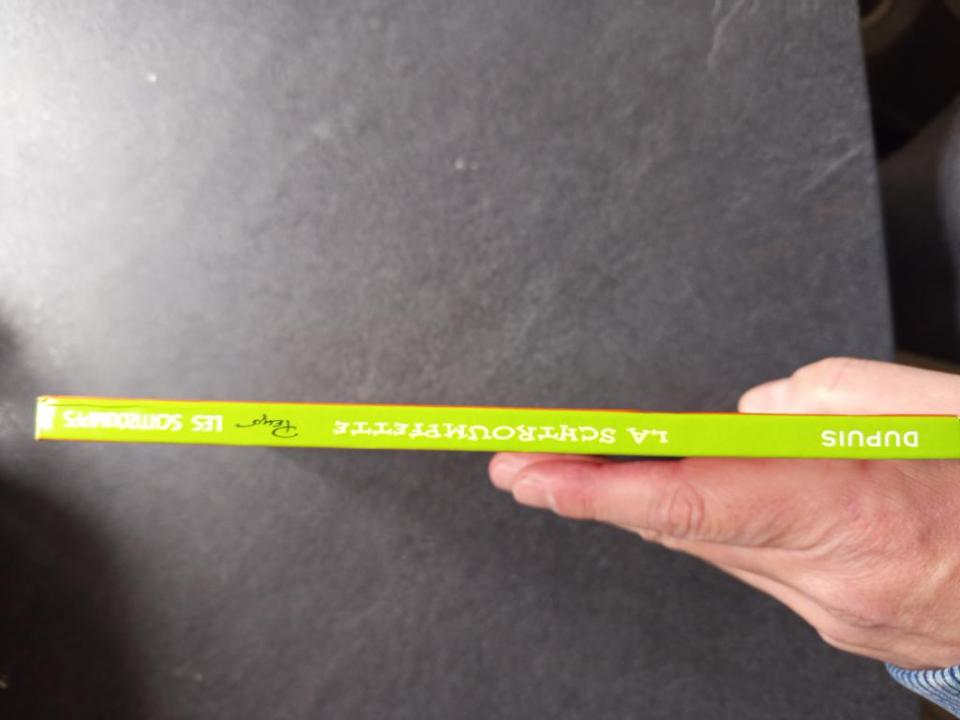 DUPUIS
LA SCHTROUMPFETTE
Peyo
LES SCHTROUMPFS